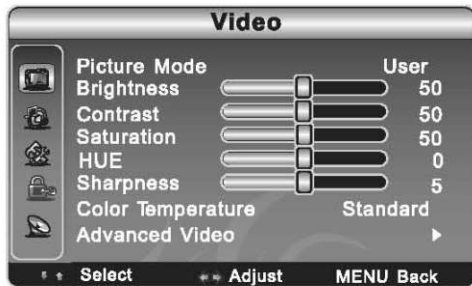 Video
Picture Mode User
Brightness 50
Contrast 50
Saturation 50
HUE 0
Sharpness 5
Color Temperature Standard
Advanced Video
Select Adjust MENU Back